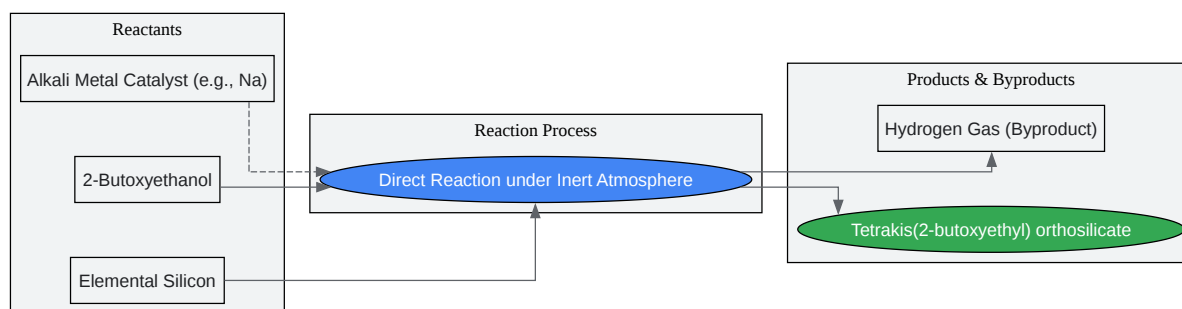 Reactants
Alkali Metal Catalyst (e.g., Na)
2-Butoxyethanol
Elemental Silicon
Reaction Process
Direct Reaction under Inert Atmosphere
Products & Byproducts
Hydrogen Gas (Byproduct)
Tetrakis(2-butoxyethyl) orthosilicate